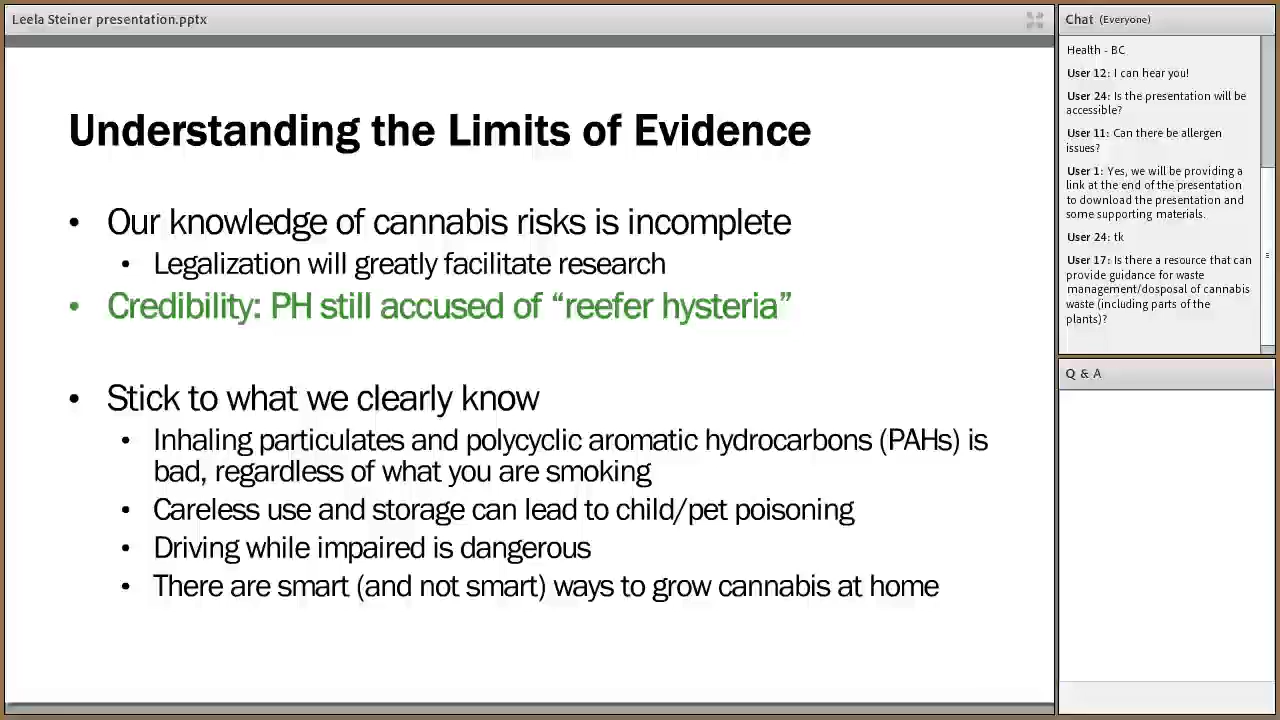 Leela Steiner presentation.pptx
Understanding the Limits of Evidence
• Our knowledge of cannabis risks is incomplete
• Legalization will greatly facilitate research
• Credibility: PH still accused of “reefer hysteria”
• Stick to what we clearly know
• Inhaling particulates and polycyclic aromatic hydrocarbons (PAHs) is
bad, regardless of what you are smoking
• Careless use and storage can lead to child/pet poisoning
• Driving while impaired is dangerous
• There are smart (and not smart) ways to grow cannabis at home
Chat (Everyone)
Health - BC
User 12: I can hear you!
User 24: Is the presentation will be
accessible?
User 11: Can there be allergen
issues?
User 1: Yes, we will be providing a
link at the end of the presentation
to download the presentation and
some supporting materials.
User 24: tk
User 17: Is there a resource that can
provide guidance for waste
management/dosposal of cannabis
waste (including parts of the
plants)?
Q & A